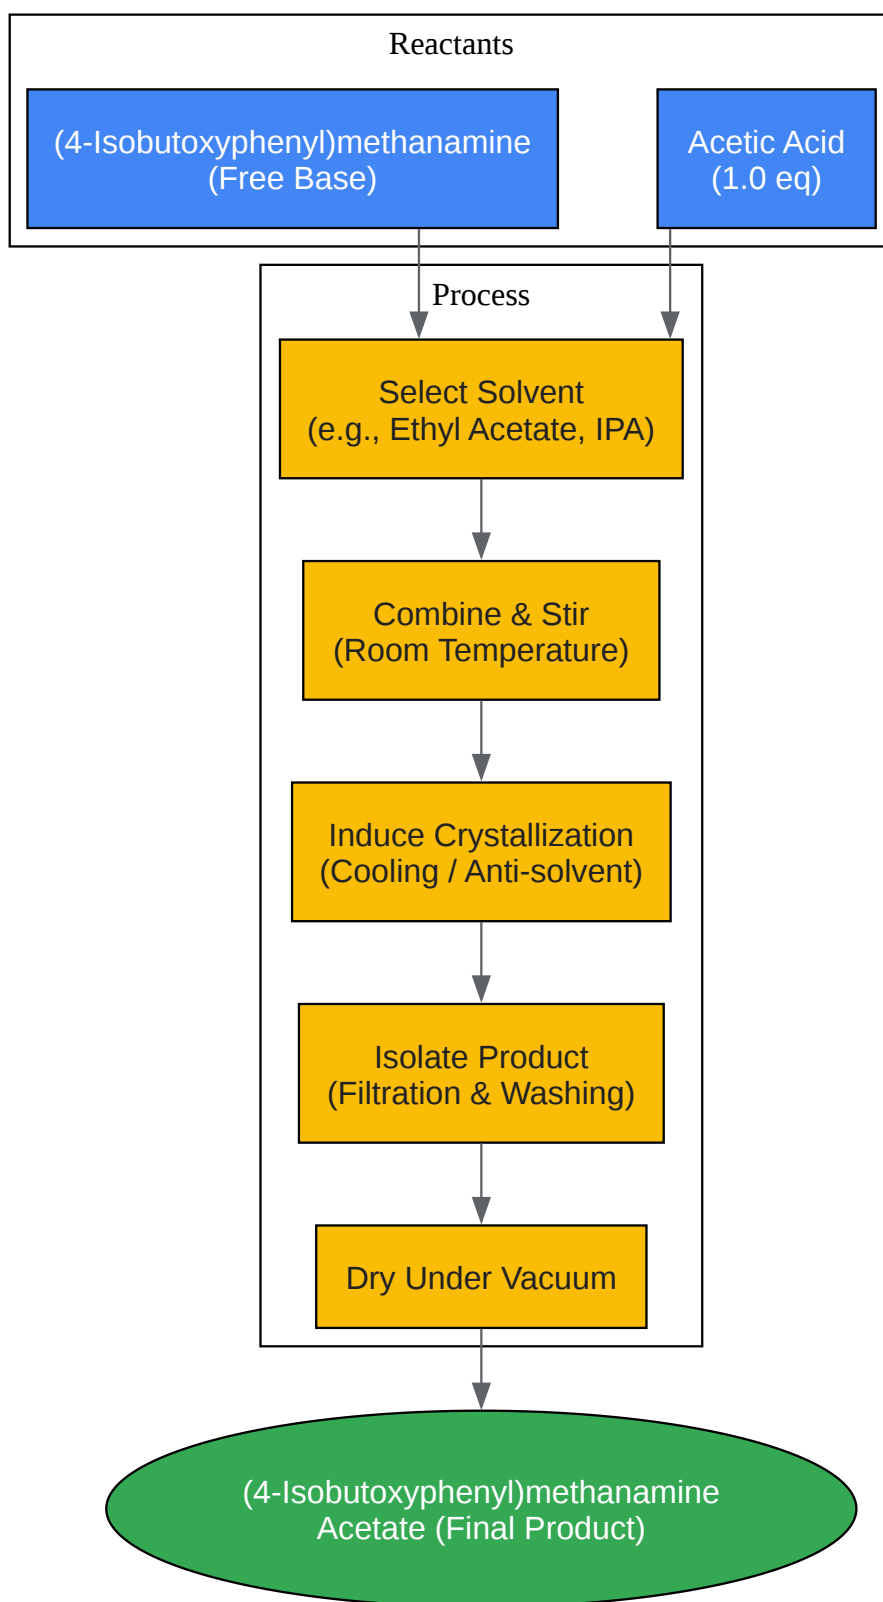 Reactants
(4-Isobutoxyphenyl)methanamine
(Free Base)
Acetic Acid
(1.0 eq)
Process
Select Solvent
(e.g., Ethyl Acetate, IPA)
Combine & Stir
(Room Temperature)
Induce Crystallization
(Cooling / Anti-solvent)
Isolate Product
(Filtration & Washing)
Dry Under Vacuum
(4-Isobutoxyphenyl)methanamine
Acetate (Final Product)